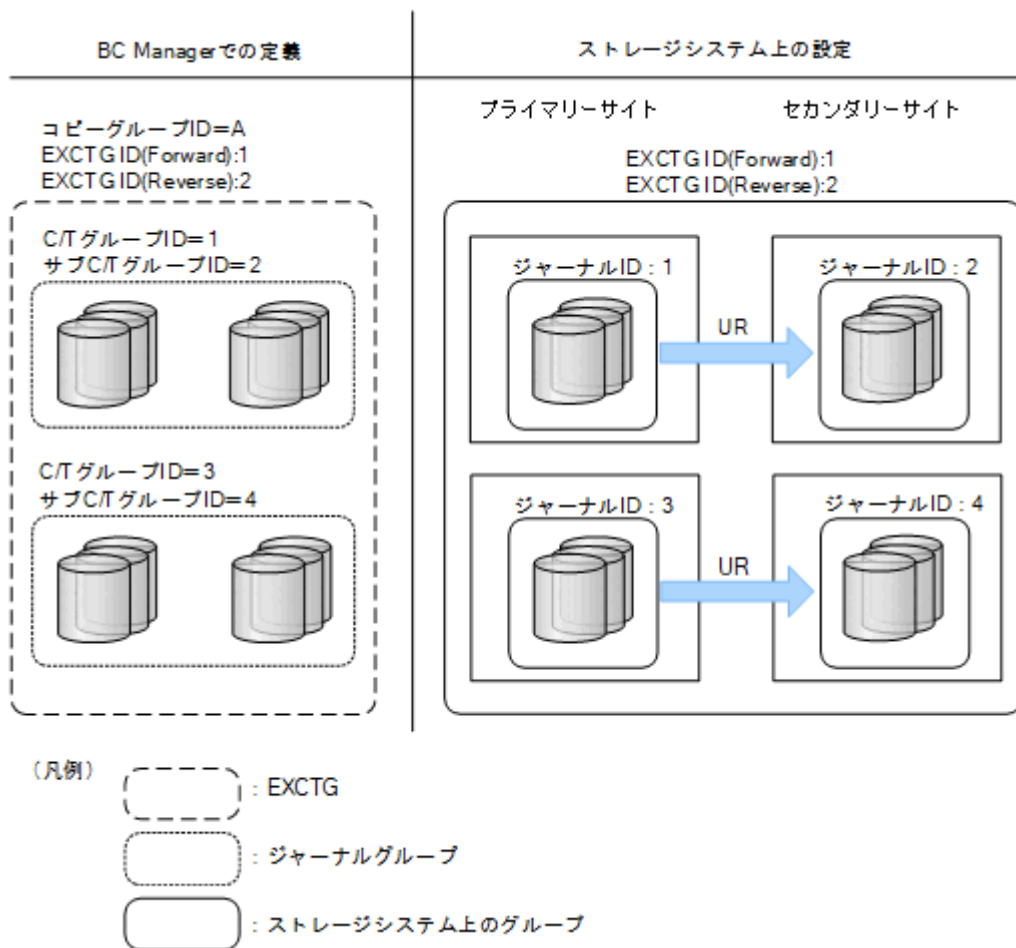 BC Managerでの定義
ストレージシステム上の設定
プライマリーサイト
セカンダリーサイト
コピーグループID=A
EXCTGID(Forward):1
EXCTGID(Reverse):2
EXCTGID(Forward):1
EXCTGID(Reverse):2
C/TグループID=1
サブC/TグループID=2
ジャーナルID:1
ジャーナルID:2
UR
C/TグループID=3
サブC/TグループID=4
ジャーナルID:3
ジャーナルID:4
UR
(凡例)
: EXCTG
: ジャーナルグループ
: ストレージシステム上のグループ